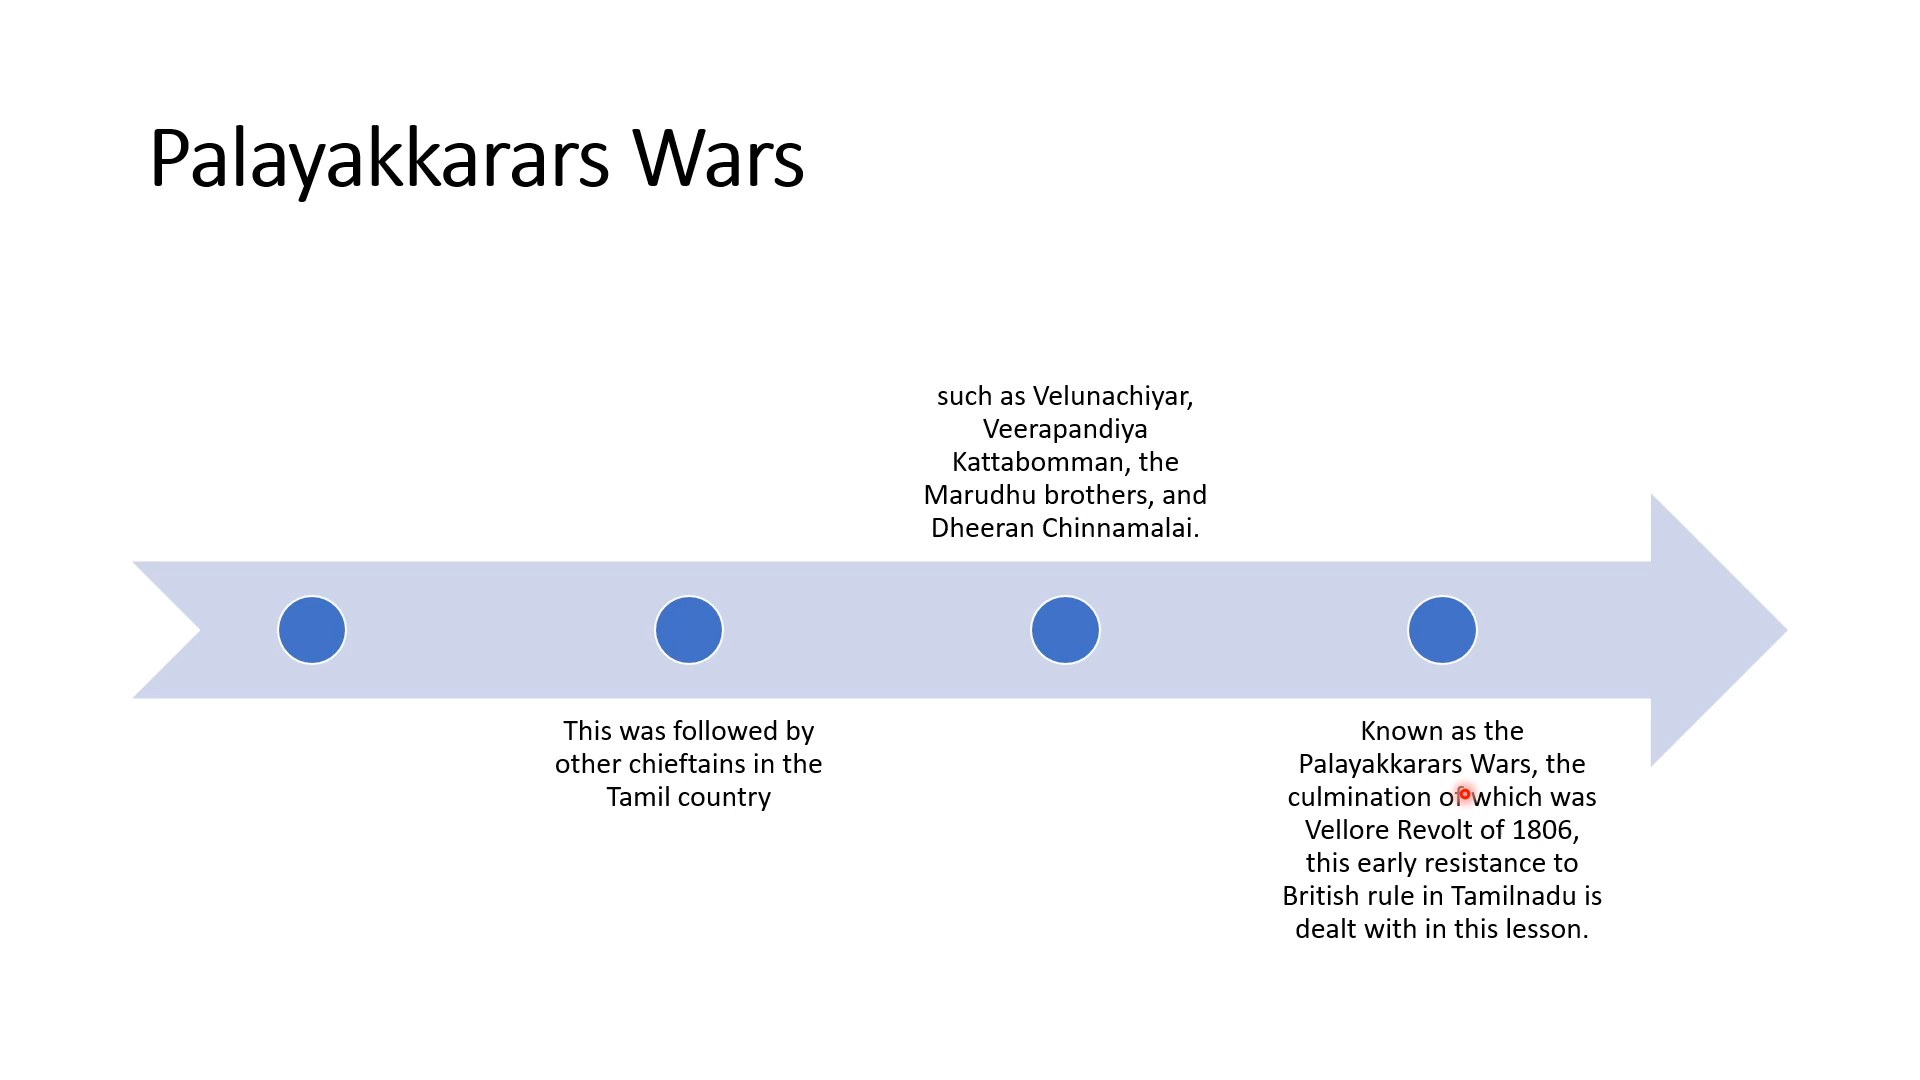 Palayakkarars Wars
This was followed by
other chieftains in the
Tamil country
such as Velunachiyar,
Veerapandiya
Kattabomman, the
Marudhu brothers, and
Dheeran Chinnamalai.
Known as the
Palayakkarars Wars, the
culmination of which was
Vellore Revolt of 1806,
this early resistance to
British rule in Tamilnadu is
dealt with in this lesson.